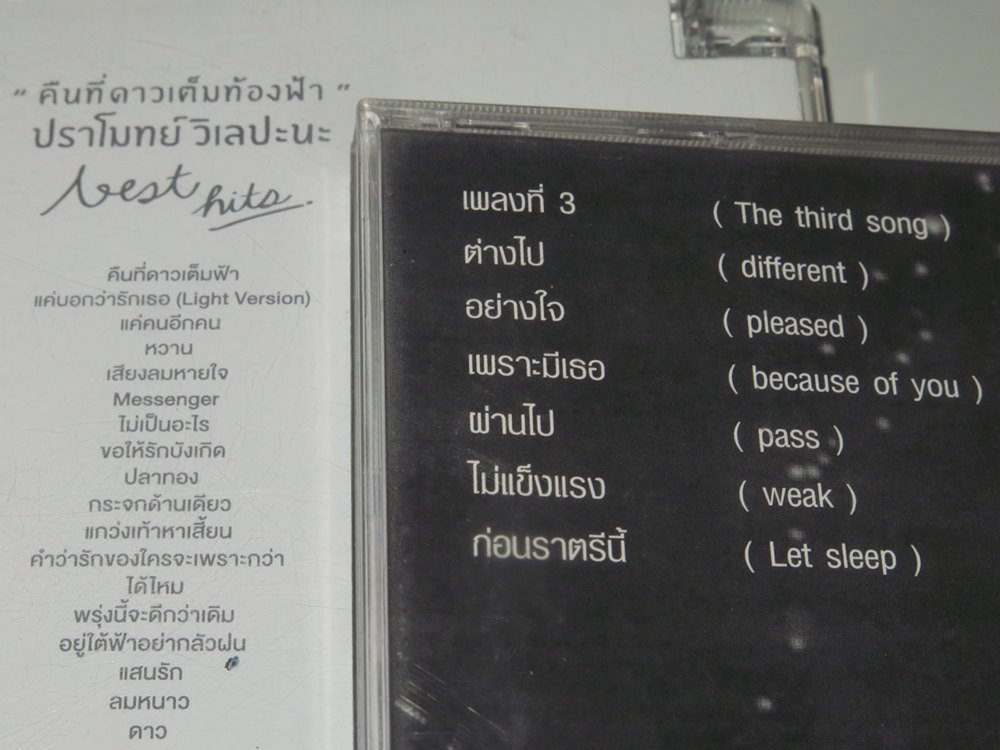 “ คืนที่ดาวเต็มท้องฟ้า ”
ปราโมทย์ วิเลปะนะ
best hits.
คืนที่ดาวเต็มฟ้า
แค่บอกว่ารักเธอ (Light Version)
แค่คนอีกคน
หวาน
เสียงลมหายใจ
Messenger
ไม่เป็นอะไร
ขอให้รักบังเกิด
ปลาทอง
กระจกด้านเดียว
แกว่งเท้าหาเสี้ยน
คำว่ารักของใครจะเพราะกว่า
ได้ไหม
พรุ่งนี้จะดีกว่าเดิม
อยู่ใต้ฟ้าอย่ากลัวฝน
แสนรัก
ลมหนาว
ดาว
เพลงที่ 3 ( The third song )
ต่างไป ( different )
อย่างใจ ( pleased )
เพราะมีเธอ ( because of you )
ผ่านไป ( pass )
ไม่แข็งแรง ( weak )
ก่อนราตรีนี้ ( Let sleep )